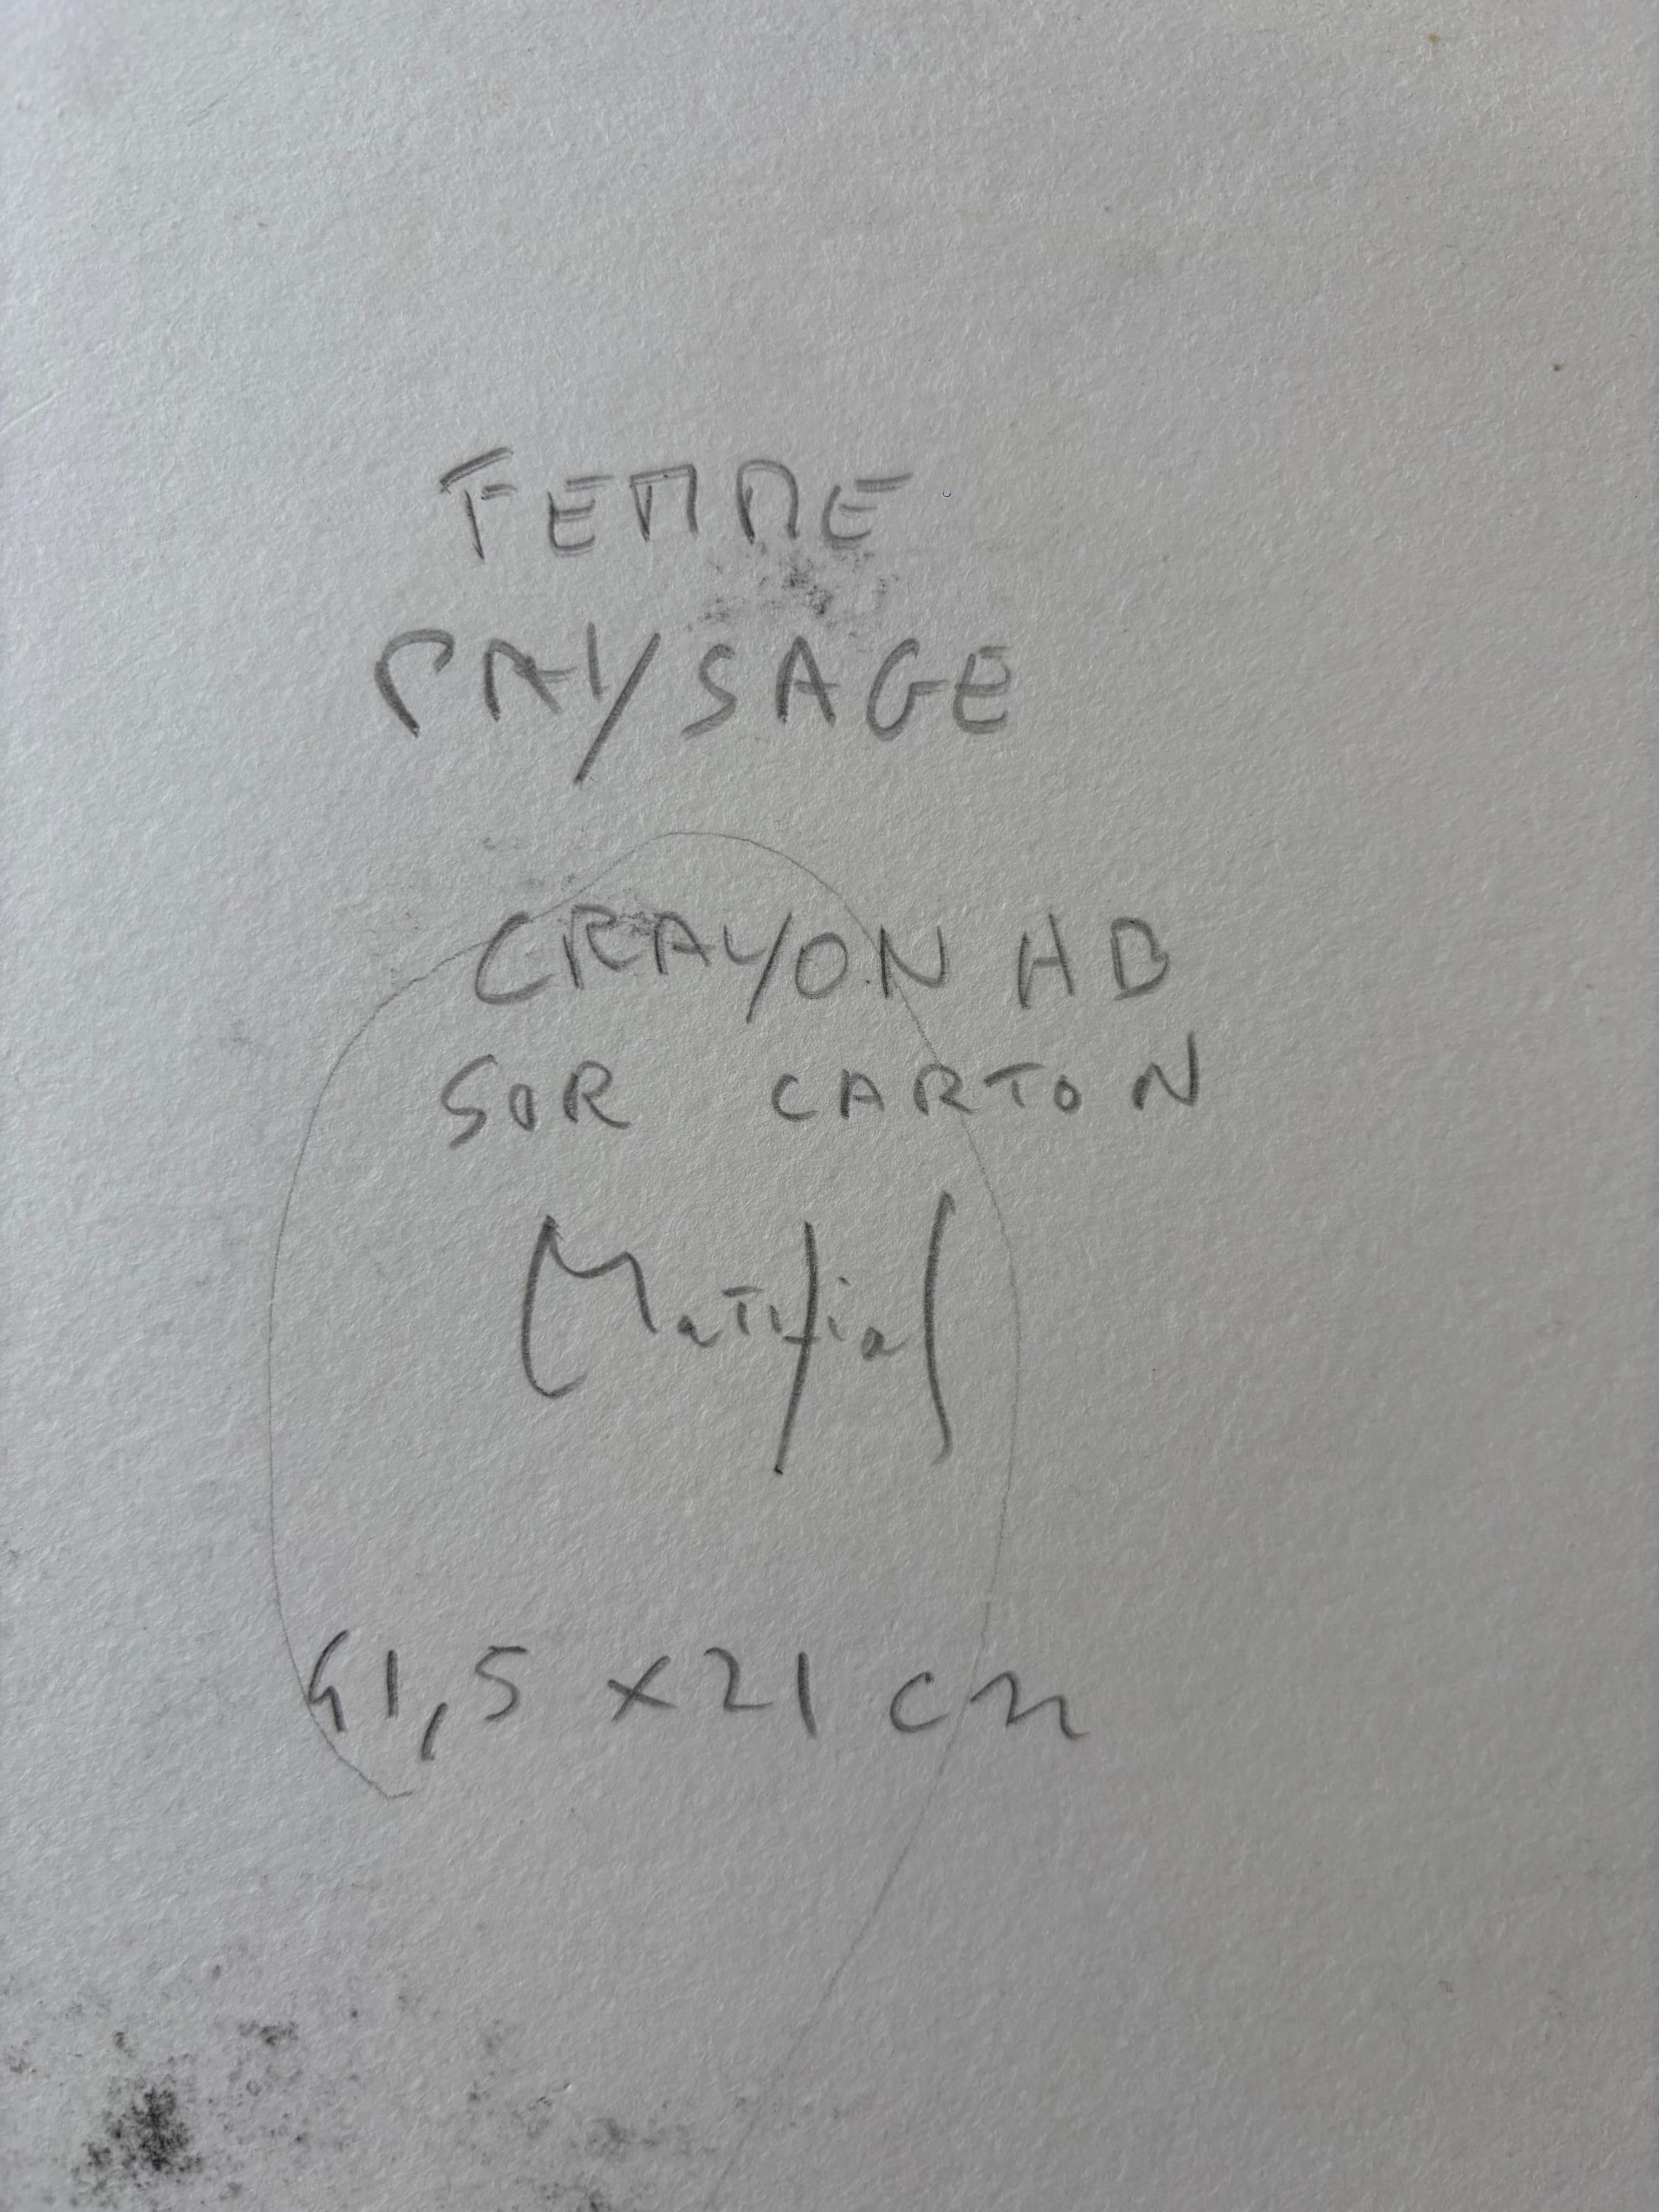 FEMME
PAYSAGE
CRAYON HB
SUR CARTON
41,5 x 21 cm